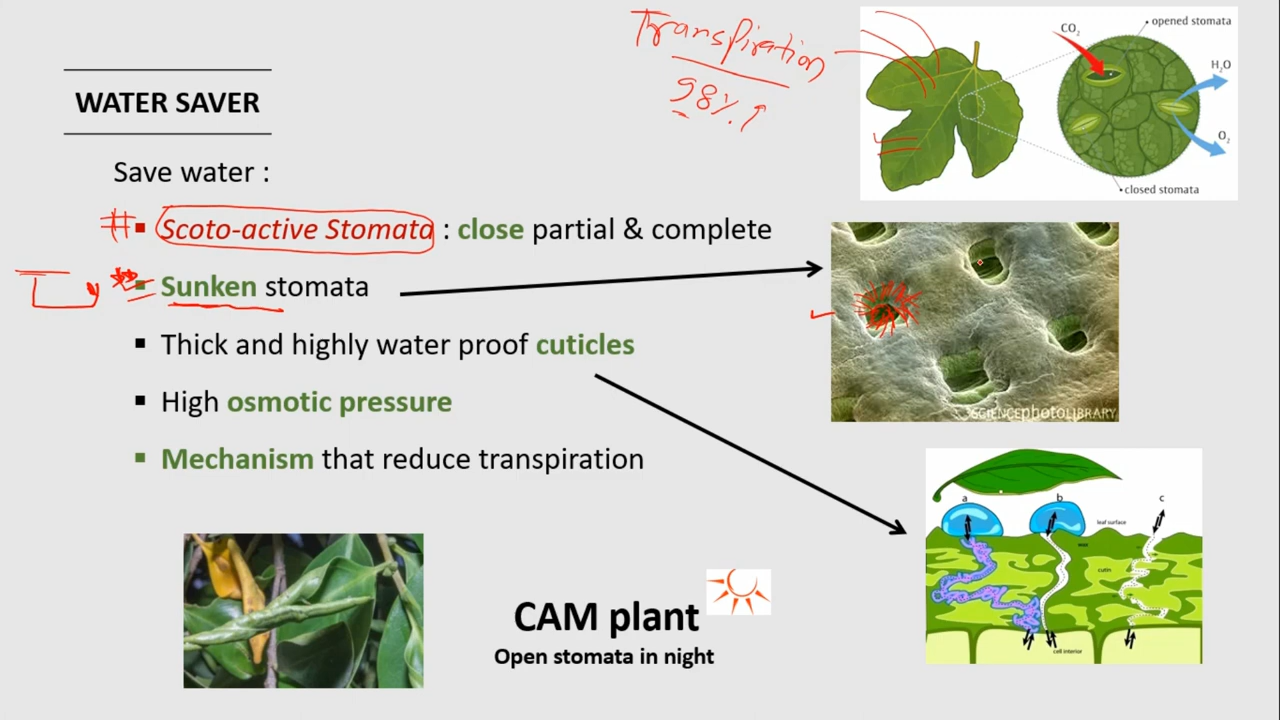 WATER SAVER
Save water :
▪ Scoto-active Stomata : close partial & complete
▪ Sunken stomata
▪ Thick and highly water proof cuticles
▪ High osmotic pressure
▪ Mechanism that reduce transpiration
CAM plant
Open stomata in night
Transpiration
98%↑
opened stomata
CO₂
H₂O
O₂
closed stomata
SCIENCEPHOTOLIBRARY
a b c
leaf surface
wax
cutin
cell interior